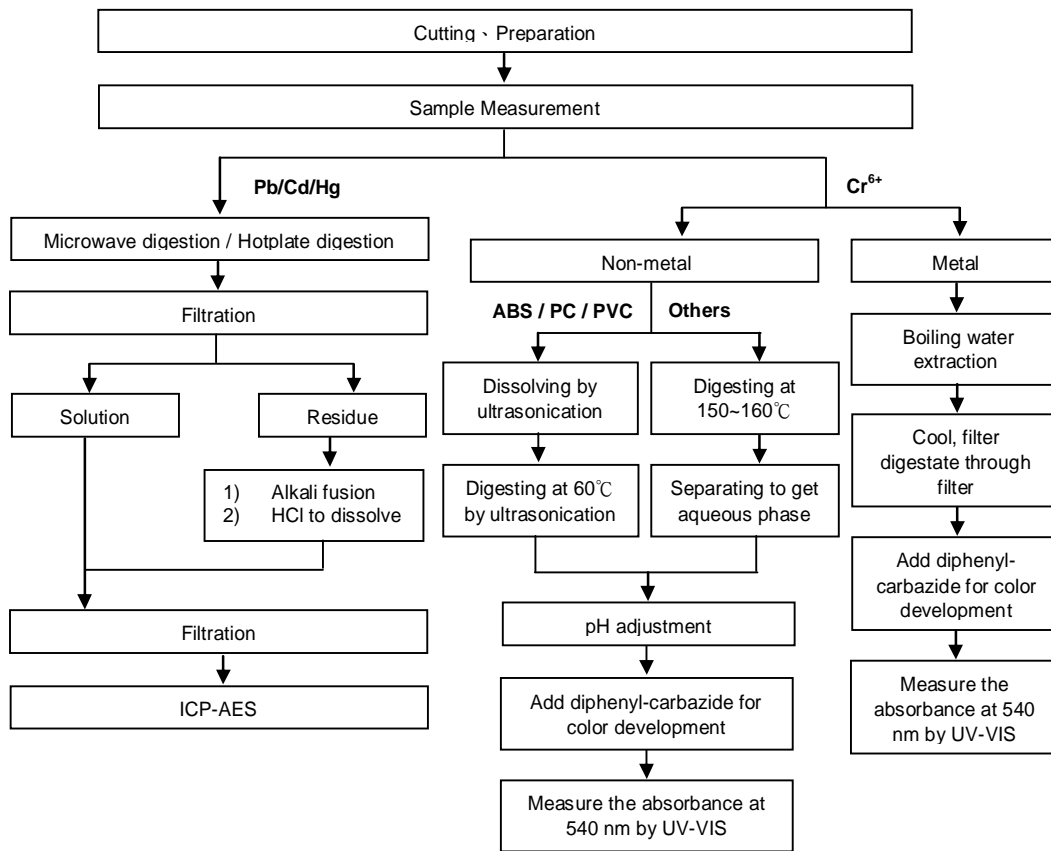 Cutting、Preparation
Sample Measurement
Pb/Cd/Hg
Cr6+
Microwave digestion / Hotplate digestion
Non-metal
Metal
Filtration
ABS / PC / PVC
Others
Boiling water
extraction
Solution
Residue
Dissolving by
ultrasonication
Digesting at
150~160℃
Cool, filter
digestate through
filter
1) Alkali fusion
2) HCl to dissolve
Digesting at 60℃
by ultrasonication
Separating to get
aqueous phase
Add diphenyl-
carbazide for color
development
Filtration
pH adjustment
ICP-AES
Add diphenyl-carbazide for
color development
Measure the
absorbance at 540
nm by UV-VIS
Measure the absorbance at
540 nm by UV-VIS